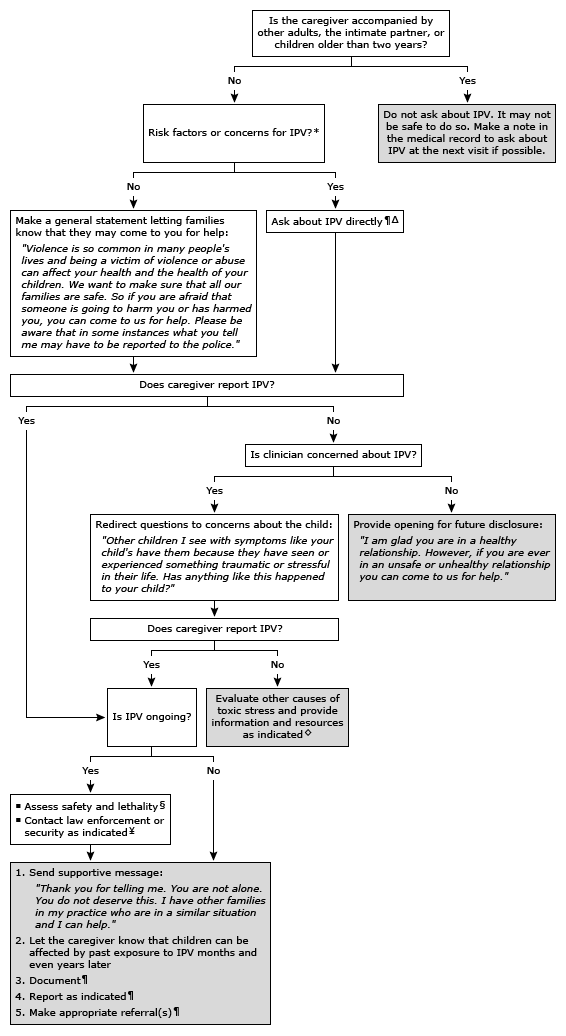 Is the caregiver accompanied by
other adults, the intimate partner, or
children older than two years?
No
Yes
Risk factors or concerns for IPV?*
Do not ask about IPV. It may not
be safe to do so. Make a note in
the medical record to ask about
IPV at the next visit if possible.
No
Yes
Make a general statement letting families
know that they may come to you for help:
"Violence is so common in many people's
lives and being a victim of violence or abuse
can affect your health and the health of your
children. We want to make sure that all our
families are safe. So if you are afraid that
someone is going to harm you or has harmed
you, you can come to us for help. Please be
aware that in some instances what you tell
me may have to be reported to the police."
Ask about IPV directly¶Δ
Does caregiver report IPV?
Yes
No
Is clinician concerned about IPV?
Yes
No
Redirect questions to concerns about the child:
"Other children I see with symptoms like your
child's have them because they have seen or
experienced something traumatic or stressful
in their life. Has anything like this happened
to your child?"
Provide opening for future disclosure:
"I am glad you are in a healthy
relationship. However, if you are ever
in an unsafe or unhealthy relationship
you can come to us for help."
Does caregiver report IPV?
Yes
No
Is IPV ongoing?
Evaluate other causes of
toxic stress and provide
information and resources
as indicated◇
Yes
No
▪ Assess safety and lethality§
▪ Contact law enforcement or
security as indicated¥
1. Send supportive message:
"Thank you for telling me. You are not alone.
You do not deserve this. I have other families
in my practice who are in a similar situation
and I can help."
2. Let the caregiver know that children can be
affected by past exposure to IPV months and
even years later
3. Document¶
4. Report as indicated¶
5. Make appropriate referral(s)¶